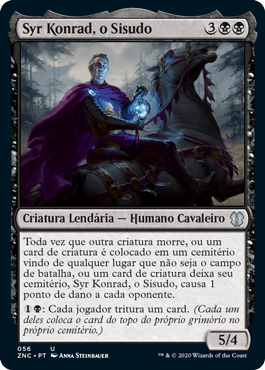 Syr Konrad, o Sisudo 3
Criatura Lendária — Humano Cavaleiro
Toda vez que outra criatura morre, ou um
card de criatura é colocado em um cemitério
vindo de qualquer lugar que não seja o campo
de batalha, ou um card de criatura deixa seu
cemitério, Syr Konrad, o Sisudo, causa 1
ponto de dano a cada oponente.
1 : Cada jogador tritura um card. (Cada um
deles coloca o card do topo do próprio grimório no
próprio cemitério.)
5/4
056 U
ZNC • PT Anna Steinbauer
™ & © 2020 Wizards of the Coast